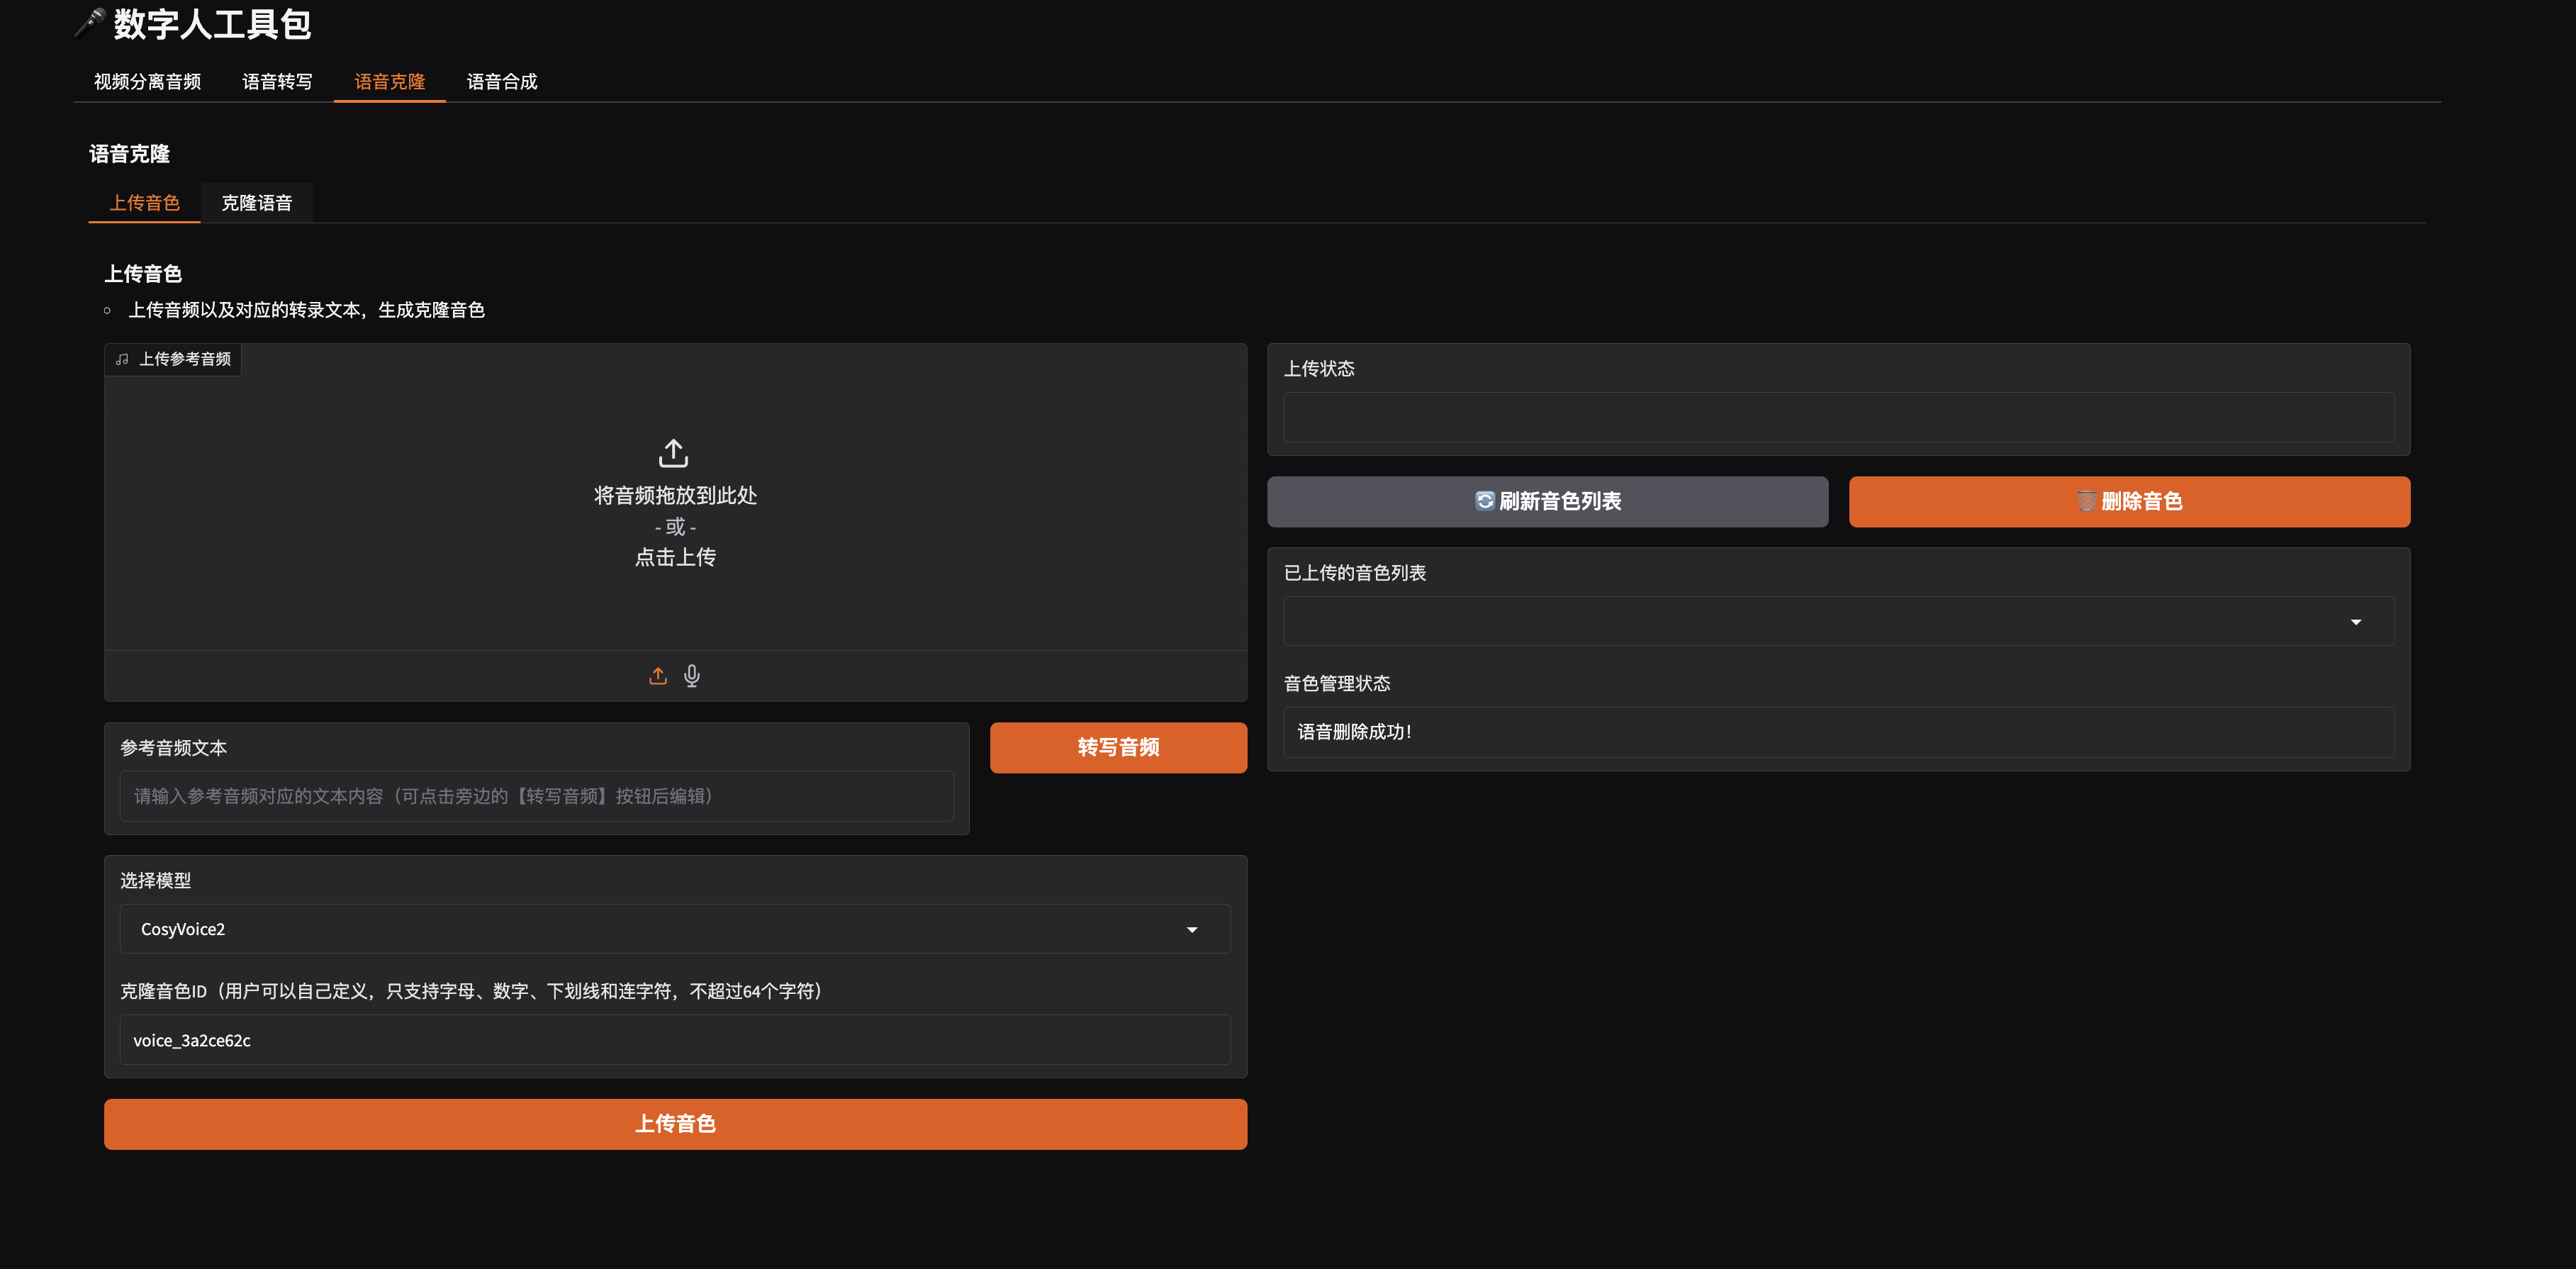 🎤 数字人工具包
视频分离音频 语音转写 语音克隆 语音合成
语音克隆
上传音色 克隆语音
上传音色
上传音频以及对应的转录文本，生成克隆音色
上传参考音频
将音频拖放到此处
- 或 -
点击上传
参考音频文本
请输入参考音频对应的文本内容（可点击旁边的【转写音频】按钮后编辑）
转写音频
选择模型
CosyVoice2
克隆音色ID（用户可以自己定义，只支持字母、数字、下划线和连字符，不超过64个字符）
voice_3a2ce62c
上传音色
上传状态
🔄 刷新音色列表
🗑️ 删除音色
已上传的音色列表
音色管理状态
语音删除成功！